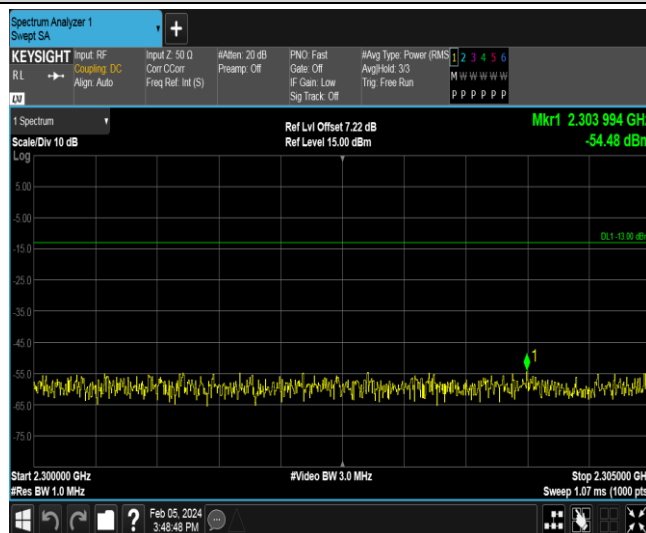 Spectrum Analyzer 1
Swept SA
KEYSIGHT
RL
LXI
Input: RF
Coupling: DC
Align: Auto
Input Z: 50 Ω
Corr CCorr
Freq Ref: Int (S)
#Atten: 20 dB
Preamp: Off
PNO: Fast
Gate: Off
IF Gain: Low
Sig Track: Off
#Avg Type: Power (RMS
Avg|Hold: 3/3
Trig: Free Run
1 2 3 4 5 6
M W W W W W
P P P P P P
1 Spectrum
Scale/Div 10 dB
Log
Ref Lvl Offset 7.22 dB
Ref Level 15.00 dBm
Mkr1 2.303 994 GHz
-54.48 dBm
5.00
-5.00
-15.0
-25.0
-35.0
-45.0
-55.0
-65.0
-75.0
DL1 -13.00 dBm
1
Start 2.300000 GHz
#Res BW 1.0 MHz
#Video BW 3.0 MHz
Stop 2.305000 GHz
Sweep 1.07 ms (1000 pts
?
Feb 05, 2024
3:48:48 PM